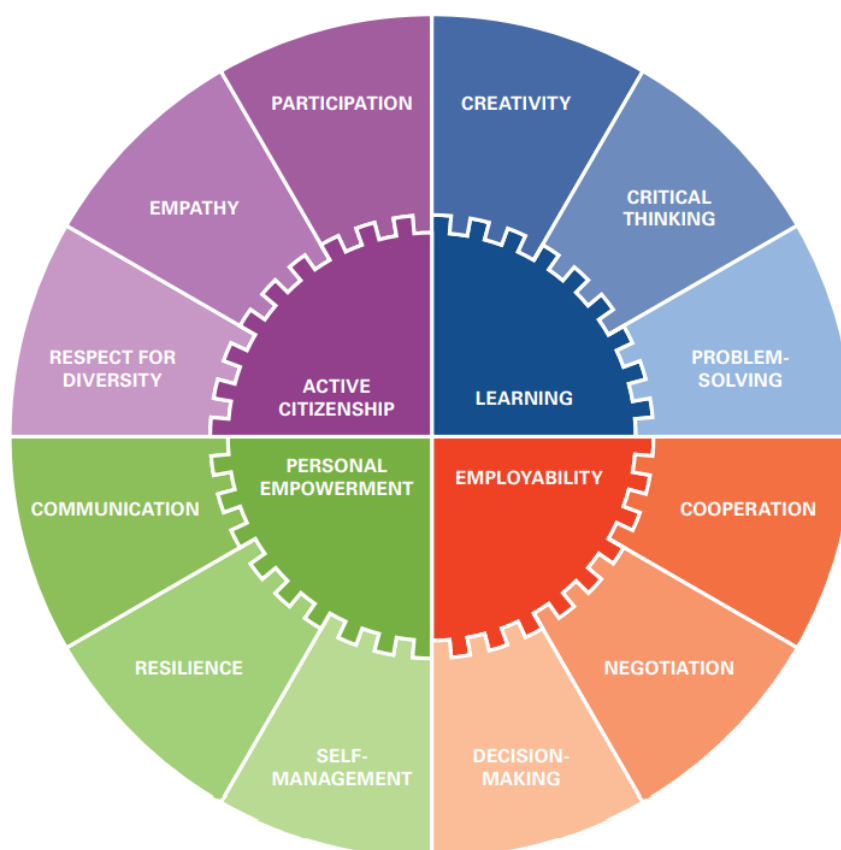 PARTICIPATION
CREATIVITY
EMPATHY
CRITICAL
THINKING
RESPECT FOR
DIVERSITY
PROBLEM-
SOLVING
ACTIVE
CITIZENSHIP
LEARNING
PERSONAL
EMPOWERMENT
EMPLOYABILITY
COMMUNICATION
COOPERATION
RESILIENCE
NEGOTIATION
SELF-
MANAGEMENT
DECISION-
MAKING